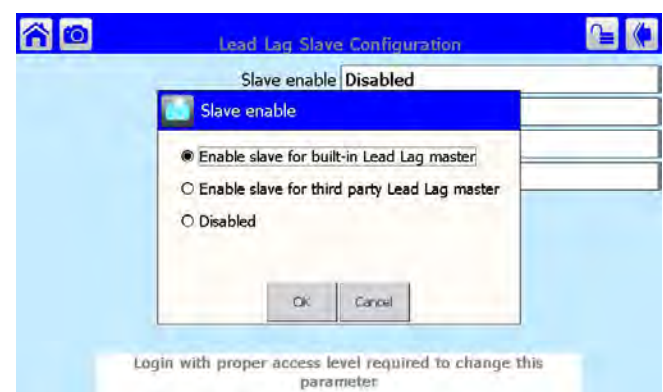 Lead Lag Slave Configuration
Slave enable Disabled
Slave enable
Enable slave for built-in Lead Lag master
Enable slave for third party Lead Lag master
Disabled
OK Cancel
Login with proper access level required to change this
parameter